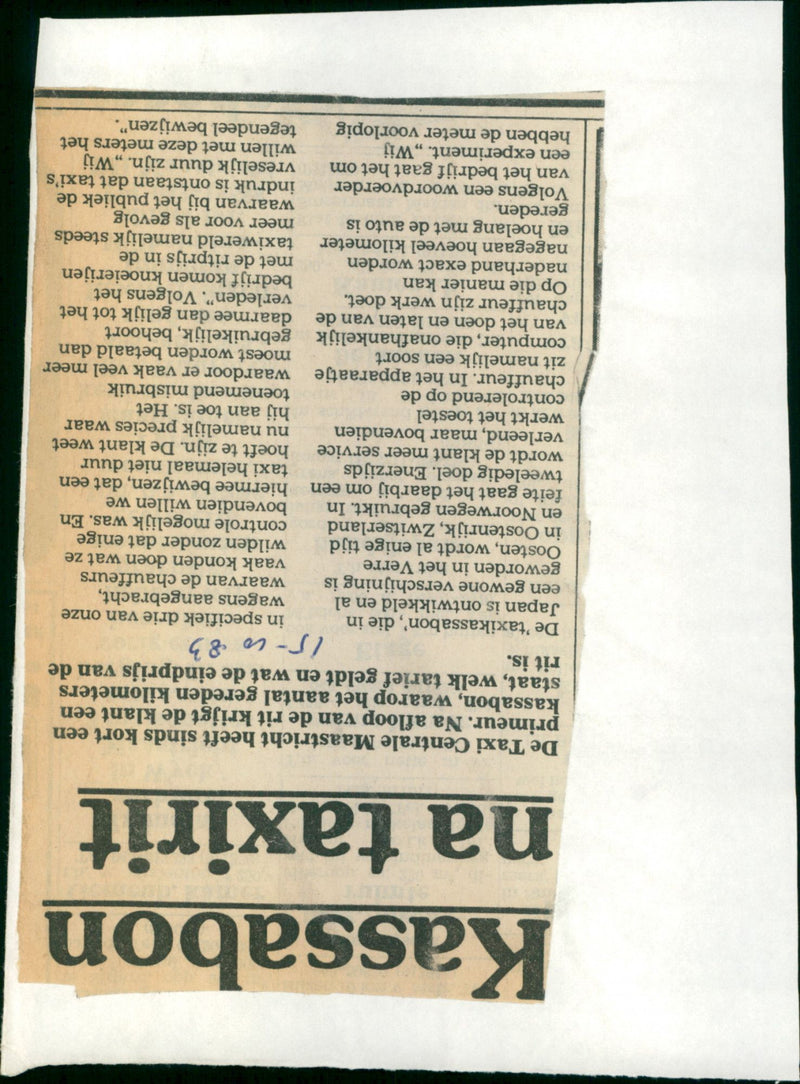 Kassabon
na taxirit
De Taxi Centrale Maastricht heeft sinds kort een
primeur. Na afloop van de rit krijgt de klant een
kassabon, waarop het aantal gereden kilometers
staat, welk tarief geldt en wat de eindprijs van de
rit is.
15-10-83
De 'taxikassabon', die in
Japan is ontwikkeld en al
een gewone verschijning is
geworden in het Verre
Oosten, wordt al enige tijd
in Oostenrijk, Zwitserland
en Noorwegen gebruikt. In
feite gaat het daarbij om een
tweeledig doel. Enerzijds
wordt de klant meer service
verleend, maar bovendien
werkt het toestel
controlerend op de
chauffeur. In het apparaatje
zit namelijk een soort
computer, die onafhankelijk
van het doen en laten van de
chauffeur zijn werk doet.
Op die manier kan
naderhand exact worden
nagegaan hoeveel kilometer
en hoelang met de auto is
gereden.
Volgens een woordvoerder
van het bedrijf gaat het om
een experiment. „Wij
hebben de meter voorlopig
in specifiek drie van onze
wagens aangebracht,
waarvan de chauffeurs
vaak konden doen wat ze
wilden zonder dat enige
controle mogelijk was. En
bovendien willen we
hiermee bewijzen, dat een
taxi helemaal niet duur
hoeft te zijn. De klant weet
nu namelijk precies waar
hij aan toe is. Het
toenemend misbruik
waardoor er vaak veel meer
moest worden betaald dan
gebruikelijk, behoort
daarmee dan gelijk tot het
verleden". Volgens het
bedrijf komen knoeierijen
met de ritprijs in de
taxiwereld namelijk steeds
meer voor als gevolg
waarvan bij het publiek de
indruk is ontstaan dat taxi's
vreselijk duur zijn. „Wij
willen met deze meters het
tegendeel bewijzen".